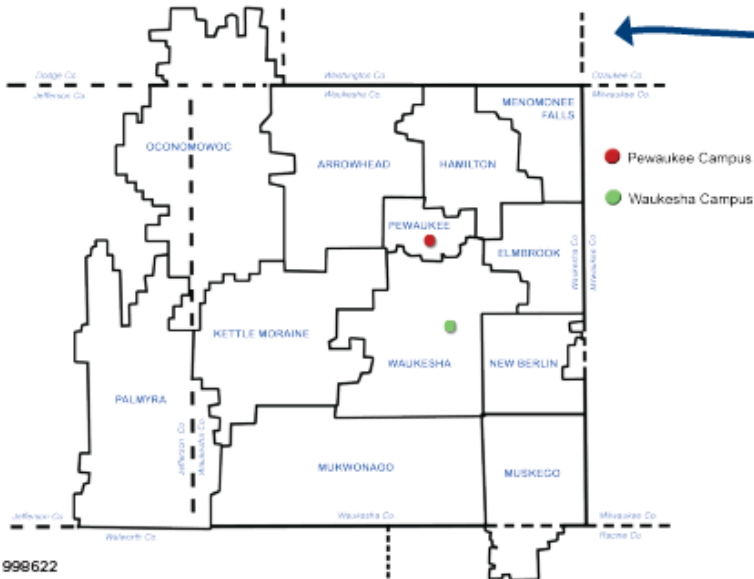 Dodge Co.
Washington Co.
Ozaukee Co.
Jefferson Co.
Waukesha Co.
Milwaukee Co.
MENOMONEE
FALLS
OCONOMOWOC
ARROWHEAD
HAMILTON
Pewaukee Campus
Waukesha Campus
PEWAUKEE
ELMBROOK
Waukesha Co.
Milwaukee Co.
KETTLE MORAINE
WAUKESHA
NEW BERLIN
PALMYRA
Jefferson Co.
Waukesha Co.
MUKWONAGO
MUSKEGO
Jefferson Co.
Waukesha Co.
Milwaukee Co.
Walworth Co.
Racine Co.
998622